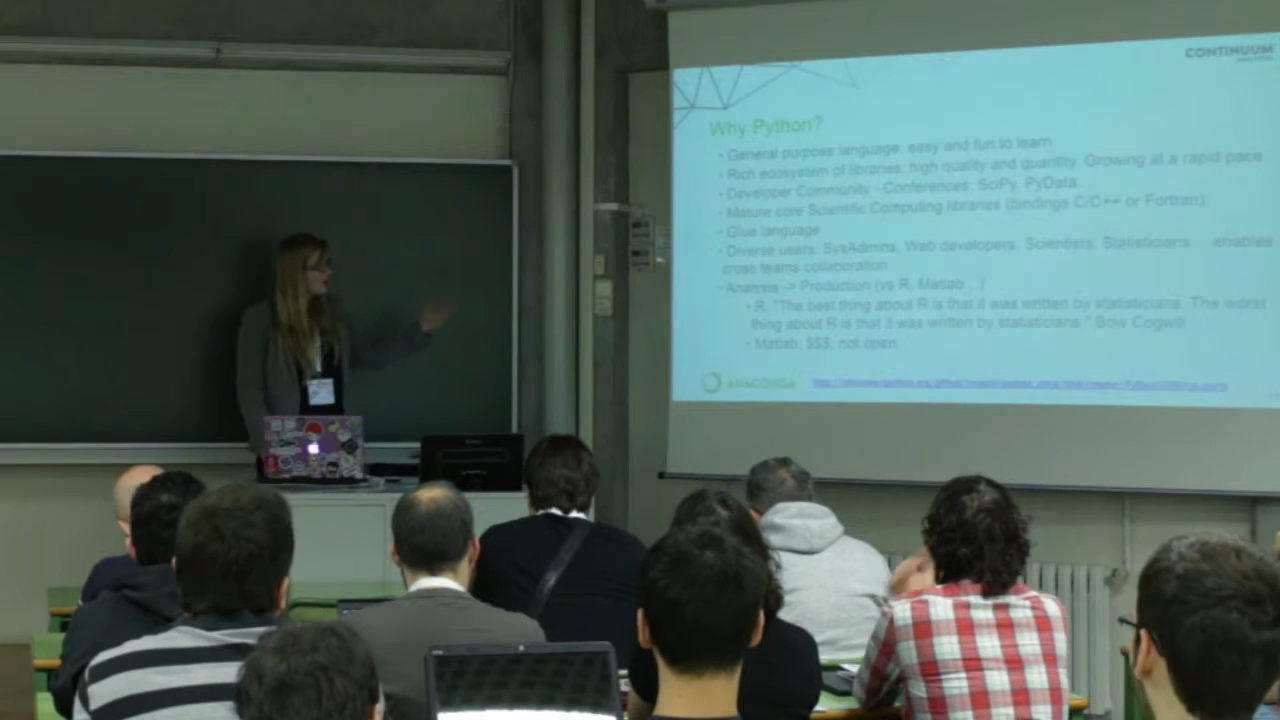 CONTINUUM
Why Python?
- General purpose language, easy and fun to learn
- Rich ecosystem of libraries, high quality and quantity. Growing at a rapid pace
- Developer Community - Conferences: SciPy, PyData...
- Mature core Scientific Computing libraries (bindings C/C++ or Fortran)
- Glue language
- Diverse users: SysAdmins, Web developers, Scientists, Statisticians... enables
cross teams collaboration
- Analysis -> Production (vs R, Matlab...)
- R: "The best thing about R is that it was written by statisticians. The worst
thing about R is that it was written by statisticians." Bow Cogwill
- Matlab: $$$, not open
ANACONDA